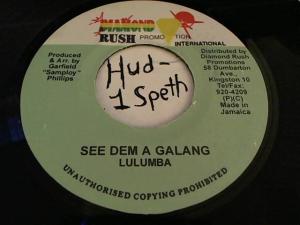 DIAMOND
RUSH PROMOTION
INTERNATIONAL
Produced
& Arr. by
Garfield
"Samploy"
Phillips
Hud-
1 Speth
Distributed by
Diamond Rush
Promotions
58 Dumbarton
Ave.,
Kingston 10
Tel/Fax:
920-4209
(P)(C)
Made in
Jamaica
SEE DEM A GALANG
LULUMBA
UNAUTHORISED COPYING PROHIBITED